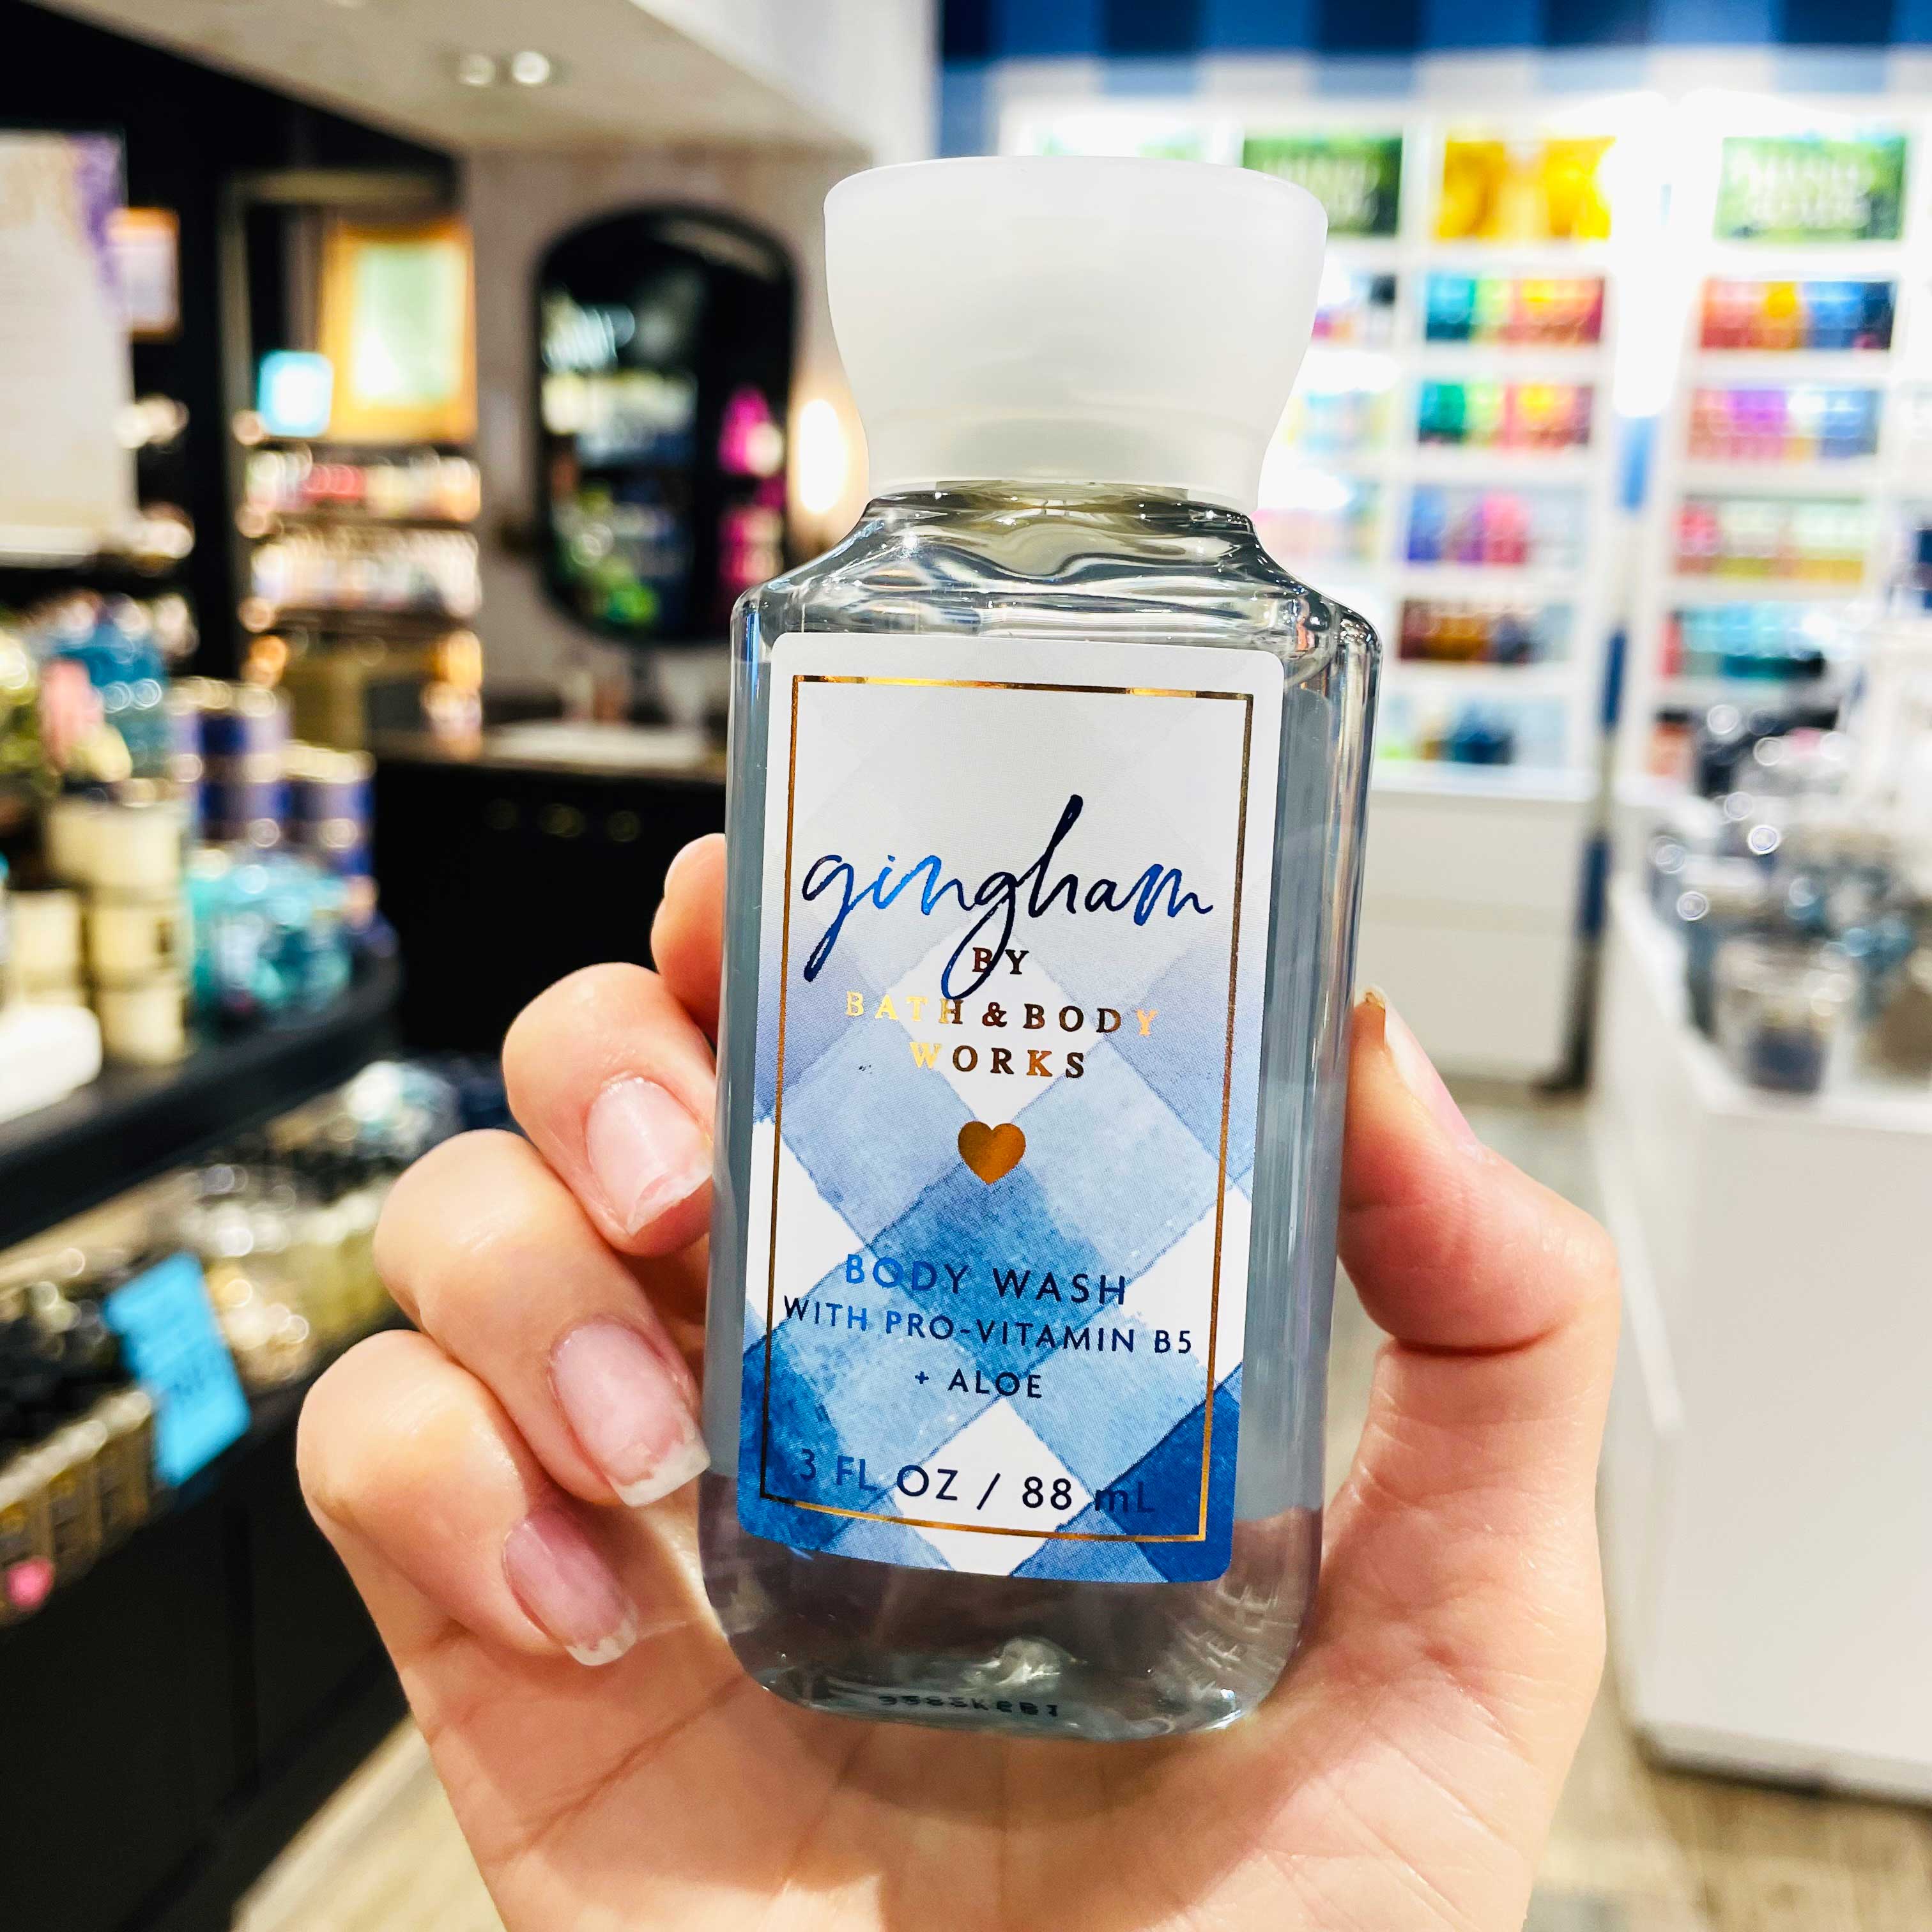 gingham
BY
BATH & BODY
WORKS
BODY WASH
WITH PRO-VITAMIN B5
+ ALOE
3 FL OZ / 88 mL